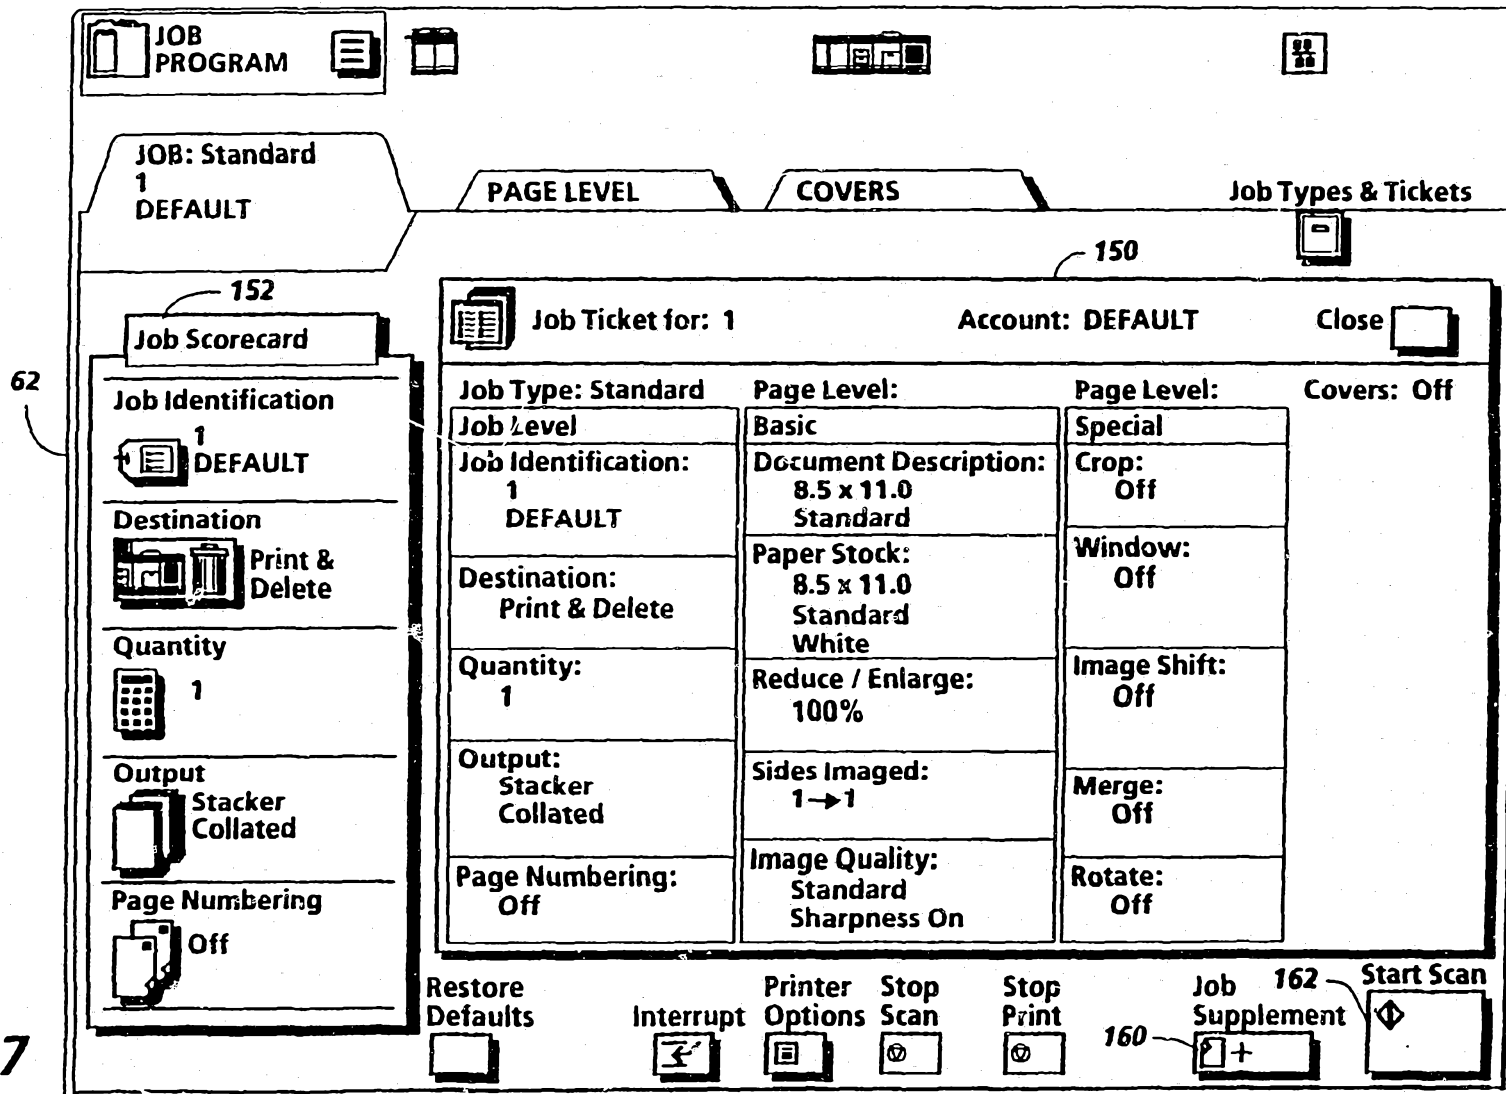 JOB
PROGRAM
JOB: Standard
1
DEFAULT
PAGE LEVEL
COVERS
Job Types & Tickets
150
152
Job Scorecard
62
Job Identification
1
DEFAULT
Destination
Print &
Delete
Quantity
1
Output
Stacker
Collated
Page Numbering
Off
Job Ticket for: 1
Account: DEFAULT
Close
Job Type: Standard
Job Level
Job Identification:
1
DEFAULT
Destination:
Print & Delete
Quantity:
1
Output:
Stacker
Collated
Page Numbering:
Off
Page Level:
Basic
Document Description:
8.5 x 11.0
Standard
Paper Stock:
8.5 x 11.0
Standard
White
Reduce / Enlarge:
100%
Sides Imaged:
1→1
Image Quality:
Standard
Sharpness On
Page Level:
Special
Crop:
Off
Window:
Off
Image Shift:
Off
Merge:
Off
Rotate:
Off
Covers: Off
Restore
Defaults
Interrupt
Printer
Options
Stop
Scan
Stop
Print
Job
Supplement
160
162
Start Scan
7